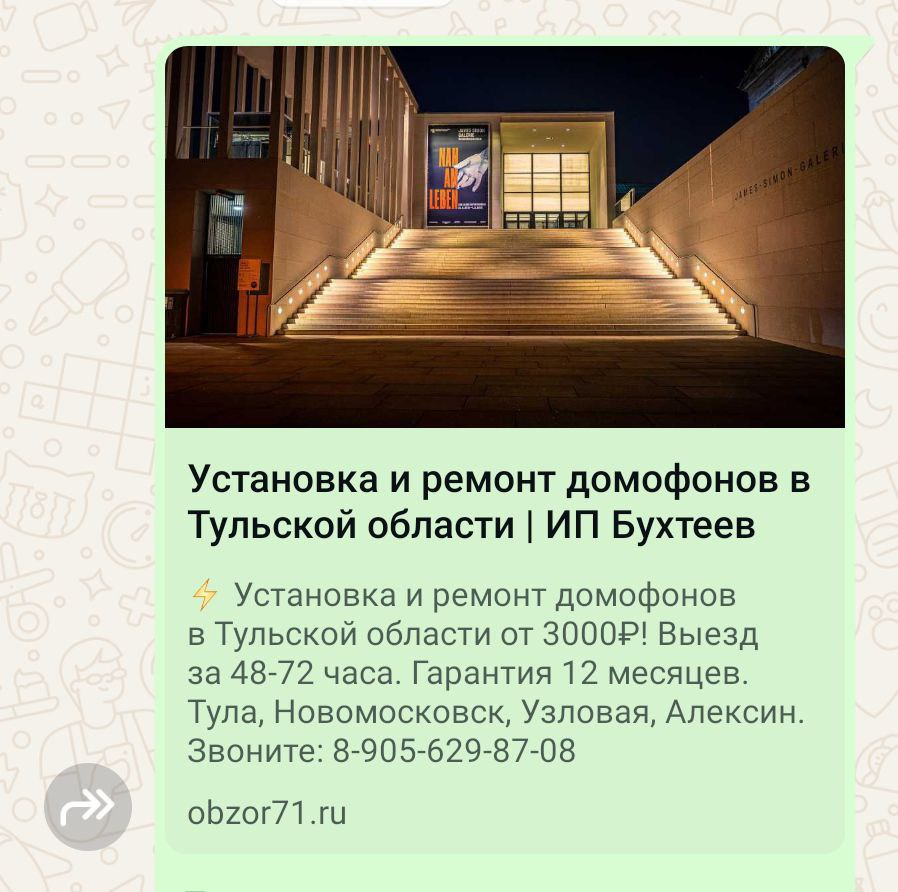 JAMES-SIMON-
GALERIE
NAH
AM
LEBEN
JAMES-SIMON-GALERI
Установка и ремонт домофонов в
Тульской области | ИП Бухтеев
⚡ Установка и ремонт домофонов
в Тульской области от 3000₽! Выезд
за 48-72 часа. Гарантия 12 месяцев.
Тула, Новомосковск, Узловая, Алексин.
Звоните: 8-905-629-87-08
obzor71.ru